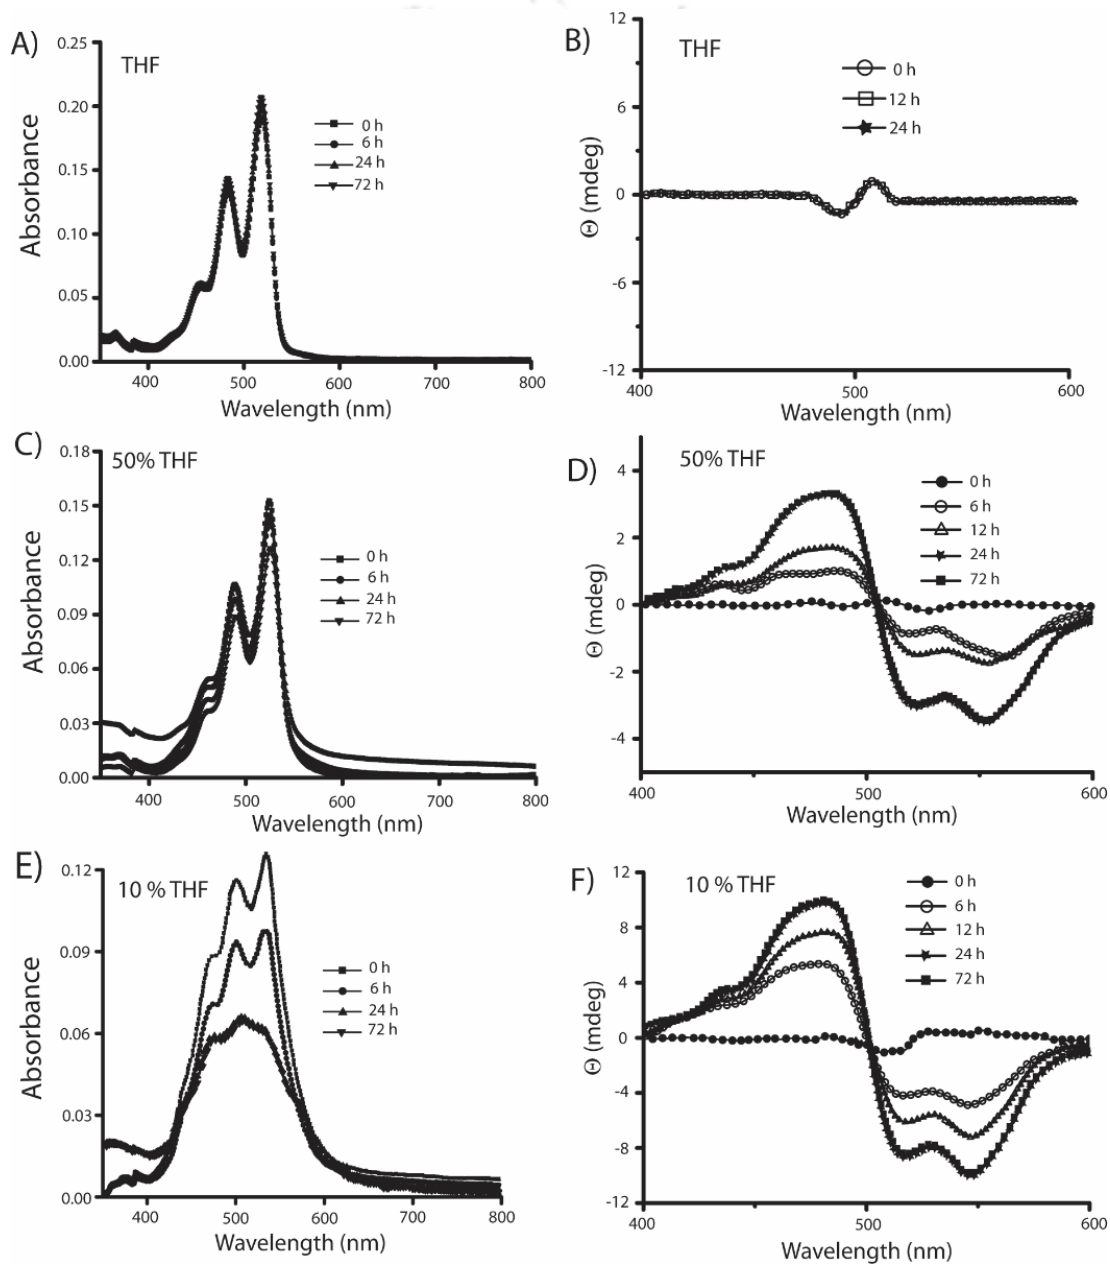 A)
THF
0 h
6 h
24 h
72 h
0.25
0.20
0.15
0.10
0.05
0.00
400
500
600
700
800
Absorbance
Wavelength (nm)
B)
THF
0 h
12 h
24 h
12
6
0
-6
-12
400
500
600
Θ (mdeg)
Wavelength (nm)
C)
50% THF
0 h
6 h
24 h
72 h
0.18
0.15
0.12
0.09
0.06
0.03
0.00
400
500
600
700
800
Absorbance
Wavelength (nm)
D)
50% THF
0 h
6 h
12 h
24 h
72 h
4
2
0
-2
-4
400
500
600
Θ (mdeg)
Wavelength (nm)
E)
10 % THF
0 h
6 h
24 h
72 h
0.12
0.09
0.06
0.03
0.00
400
500
600
700
800
Absorbance
Wavelength (nm)
F)
10 % THF
0 h
6 h
12 h
24 h
72 h
12
8
4
0
-4
-8
-12
400
500
600
Θ (mdeg)
Wavelength (nm)